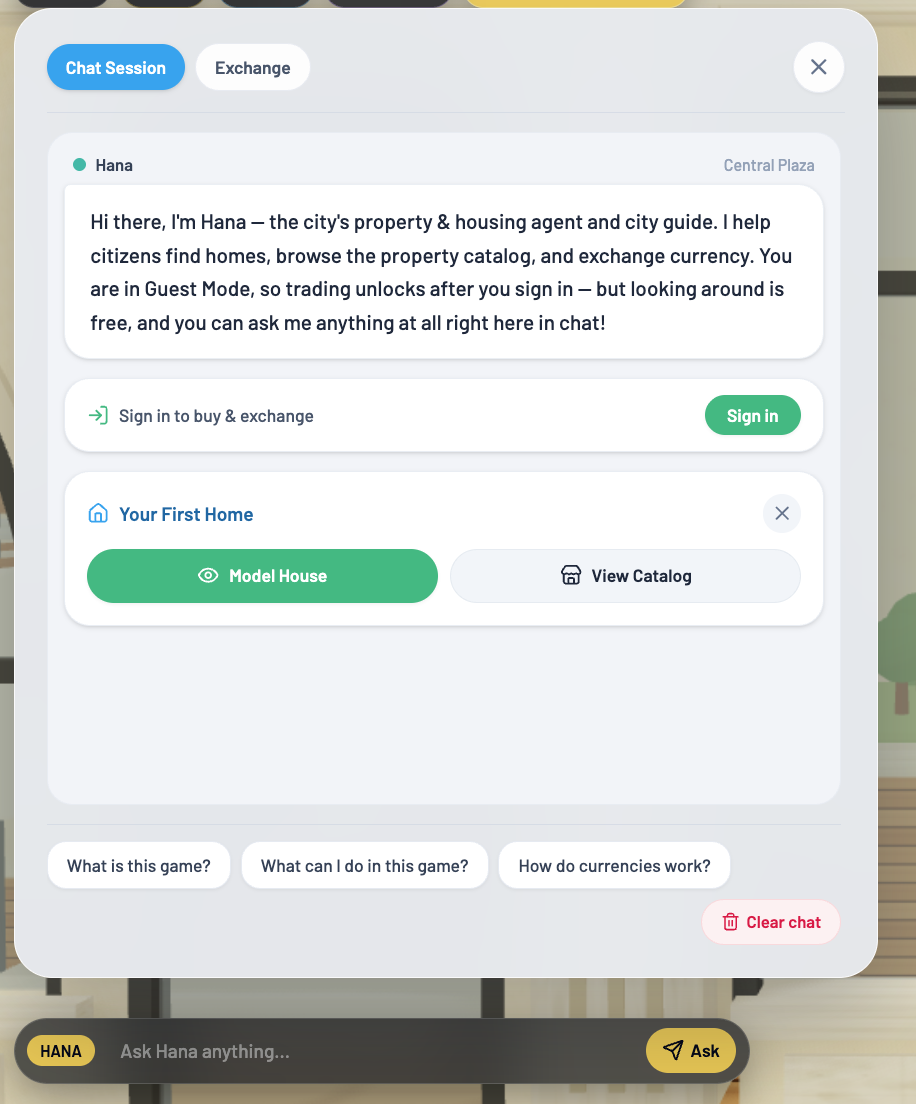 Chat Session
Exchange
Hana
Central Plaza
Hi there, I'm Hana — the city's property & housing agent and city guide. I help
citizens find homes, browse the property catalog, and exchange currency. You
are in Guest Mode, so trading unlocks after you sign in — but looking around is
free, and you can ask me anything at all right here in chat!
Sign in to buy & exchange
Sign in
Your First Home
Model House
View Catalog
What is this game?
What can I do in this game?
How do currencies work?
Clear chat
HANA
Ask Hana anything...
Ask